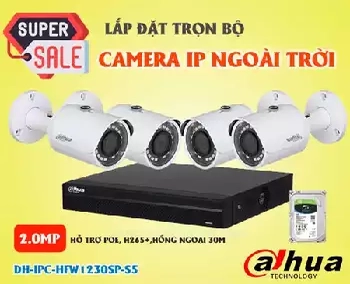 SUPER
SALE
LẮP ĐẶT TRỌN BỘ
CAMERA IP NGOÀI TRỜI
alhua
2.0MP
HỖ TRỢ POE, H265+,HỒNG NGOẠI 30M
DH-IPC-HFW1230SP-S5
alhua
TECHNOLOGY